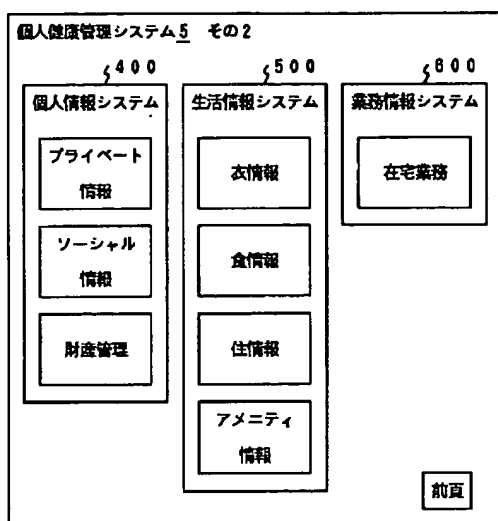 個人健康管理システム5 その2
400
500
600
個人情報システム
生活情報システム
業務情報システム
プライベート
情報
衣情報
在宅業務
ソーシャル
情報
食情報
財産管理
住情報
アメニティ
情報
前頁